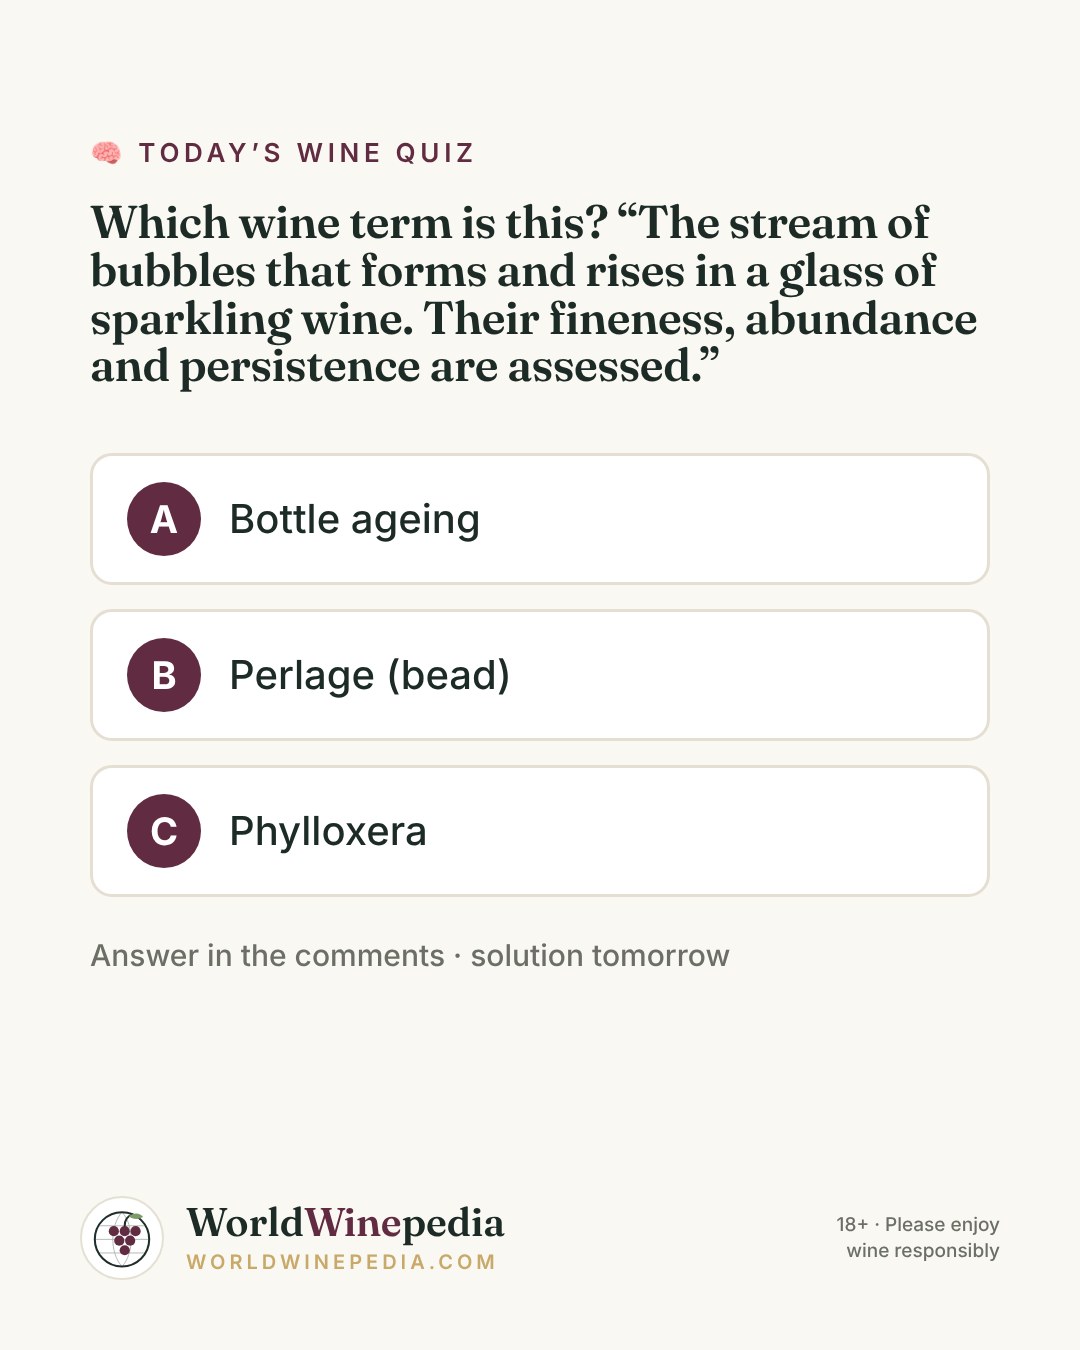 🧠 TODAY’S WINE QUIZ
Which wine term is this? “The stream of
bubbles that forms and rises in a glass of
sparkling wine. Their fineness, abundance
and persistence are assessed.”
A Bottle ageing
B Perlage (bead)
C Phylloxera
Answer in the comments · solution tomorrow
WorldWinepedia
WORLDWINEPEDIA.COM
18+ · Please enjoy
wine responsibly